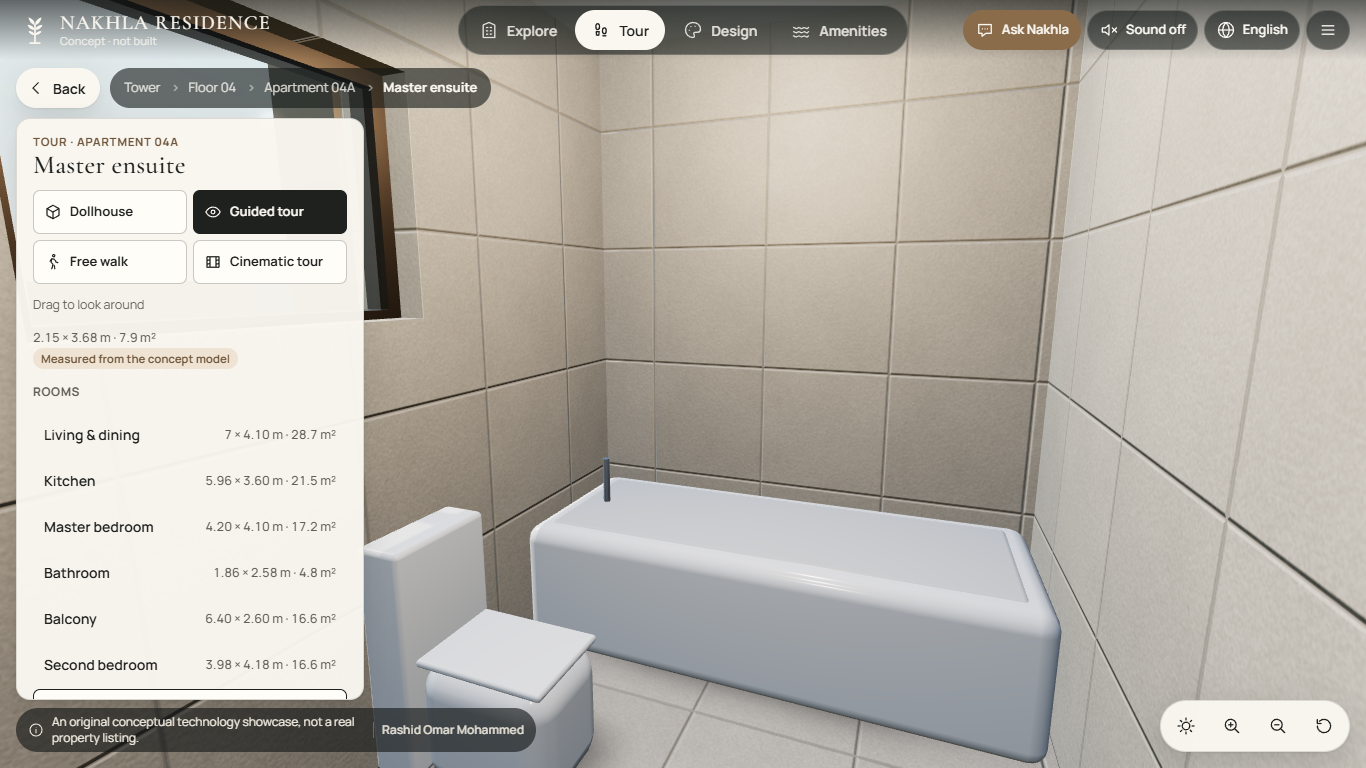 NAKHLA RESIDENCE
Concept · not built
Explore
Tour
Design
Amenities
Ask Nakhla
Sound off
English
Back
Tower › Floor 04 › Apartment 04A › Master ensuite
TOUR · APARTMENT 04A
Master ensuite
Dollhouse
Guided tour
Free walk
Cinematic tour
Drag to look around
2.15 × 3.68 m · 7.9 m²
Measured from the concept model
ROOMS
Living & dining 7 × 4.10 m · 28.7 m²
Kitchen 5.96 × 3.60 m · 21.5 m²
Master bedroom 4.20 × 4.10 m · 17.2 m²
Bathroom 1.86 × 2.58 m · 4.8 m²
Balcony 6.40 × 2.60 m · 16.6 m²
Second bedroom 3.98 × 4.18 m · 16.6 m²
An original conceptual technology showcase, not a real
property listing.
Rashid Omar Mohammed